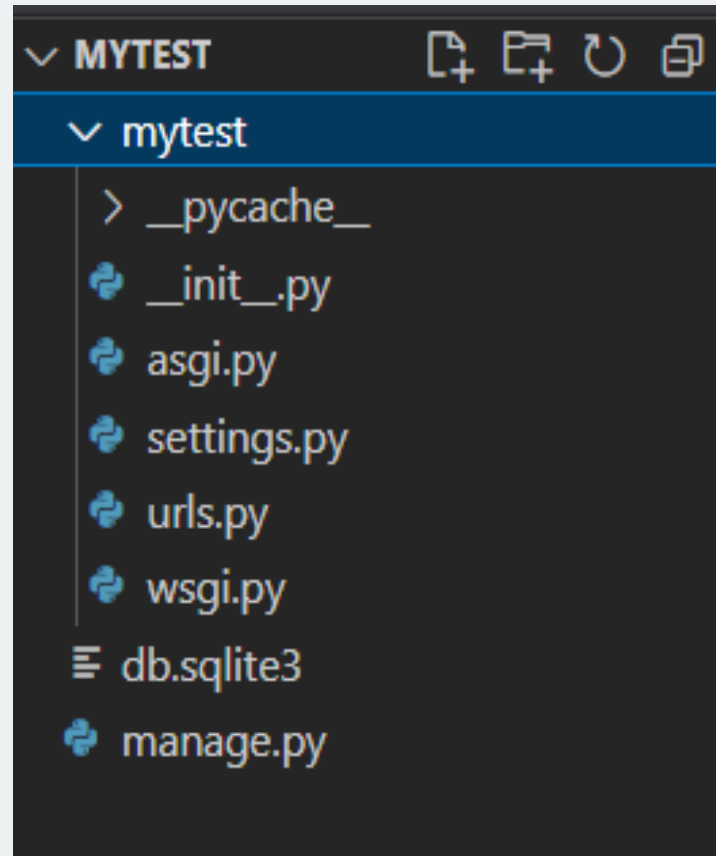 MYTEST
mytest
__pycache__
__init__.py
asgi.py
settings.py
urls.py
wsgi.py
db.sqlite3
manage.py